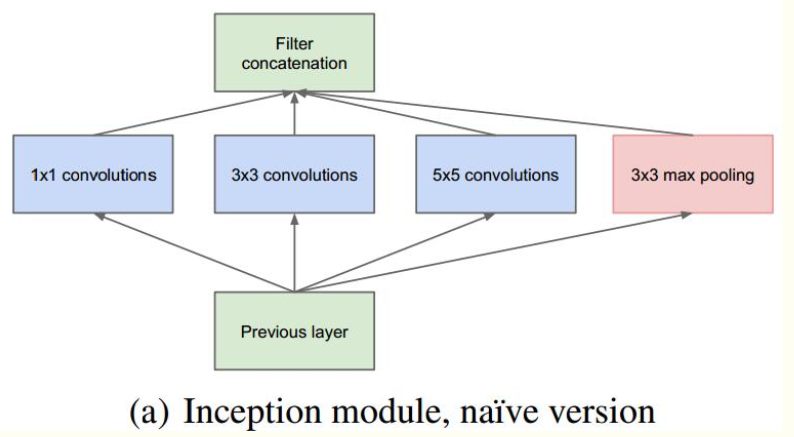 Filter
concatenation
1x1 convolutions
3x3 convolutions
5x5 convolutions
3x3 max pooling
Previous layer
(a) Inception module, naïve version